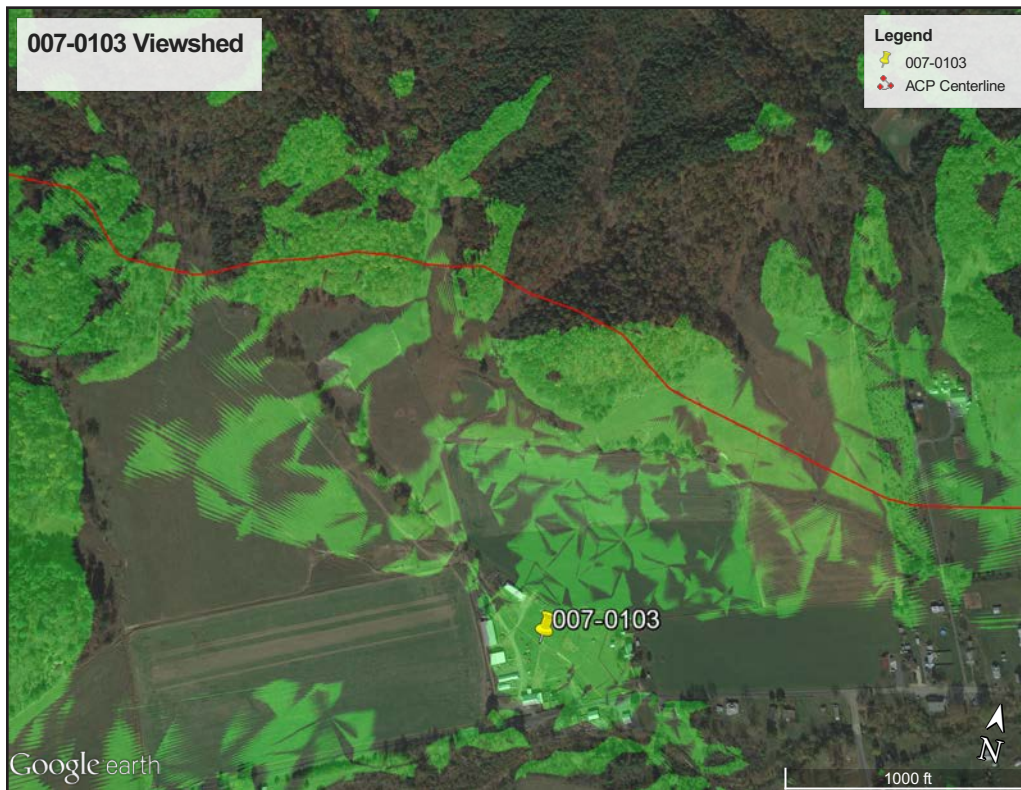 007-0103 Viewshed
Legend
007-0103
ACP Centerline
007-0103
Google earth
N
1000 ft